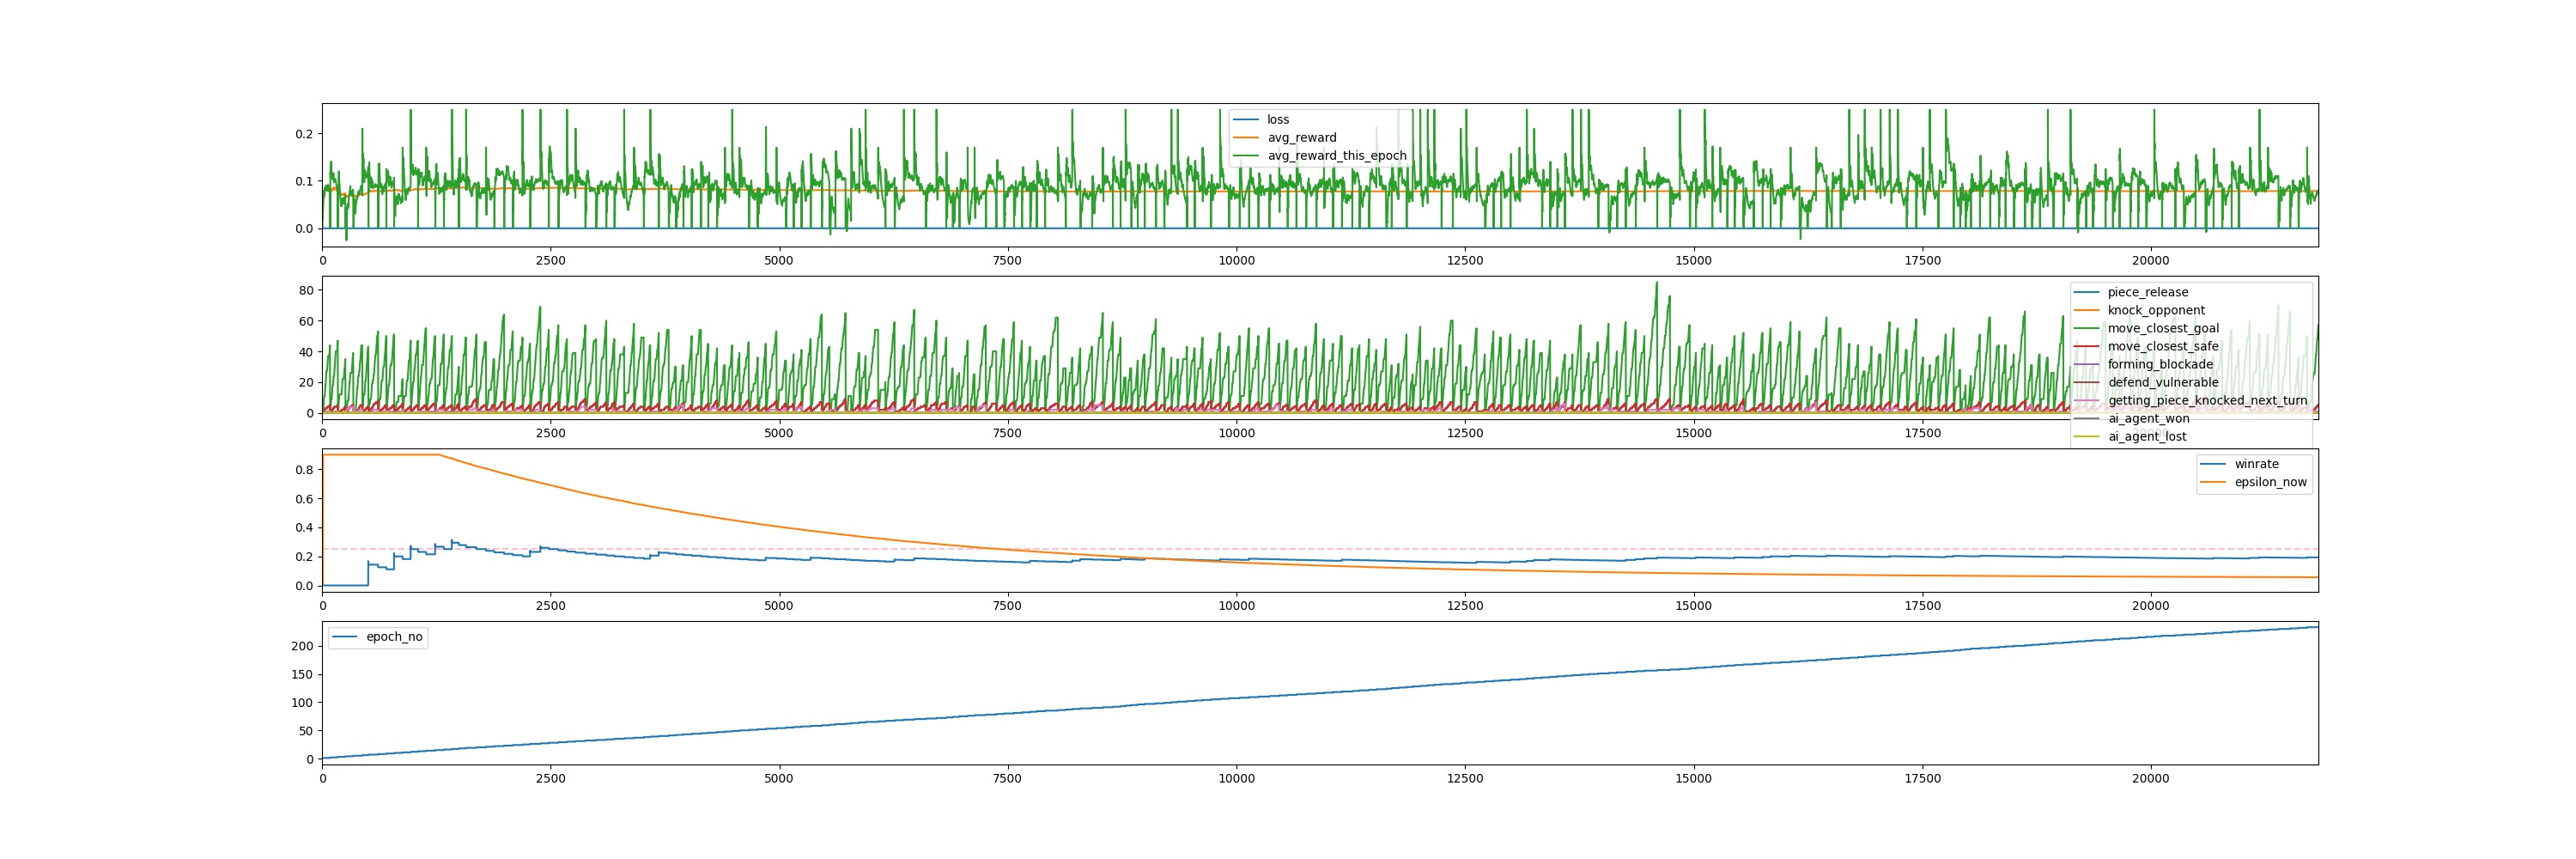 0.2
0.1
0.0
loss
avg_reward
avg_reward_this_epoch
0 2500 5000 7500 10000 12500 15000 17500 20000
80
60
40
20
0
piece_release
knock_opponent
move_closest_goal
move_closest_safe
forming_blockade
defend_vulnerable
getting_piece_knocked_next_turn
ai_agent_won
ai_agent_lost
0 2500 5000 7500 10000 12500 15000 17500 20000
0.8
0.6
0.4
0.2
0.0
winrate
epsilon_now
0 2500 5000 7500 10000 12500 15000 17500 20000
200
150
100
50
0
epoch_no
0 2500 5000 7500 10000 12500 15000 17500 20000